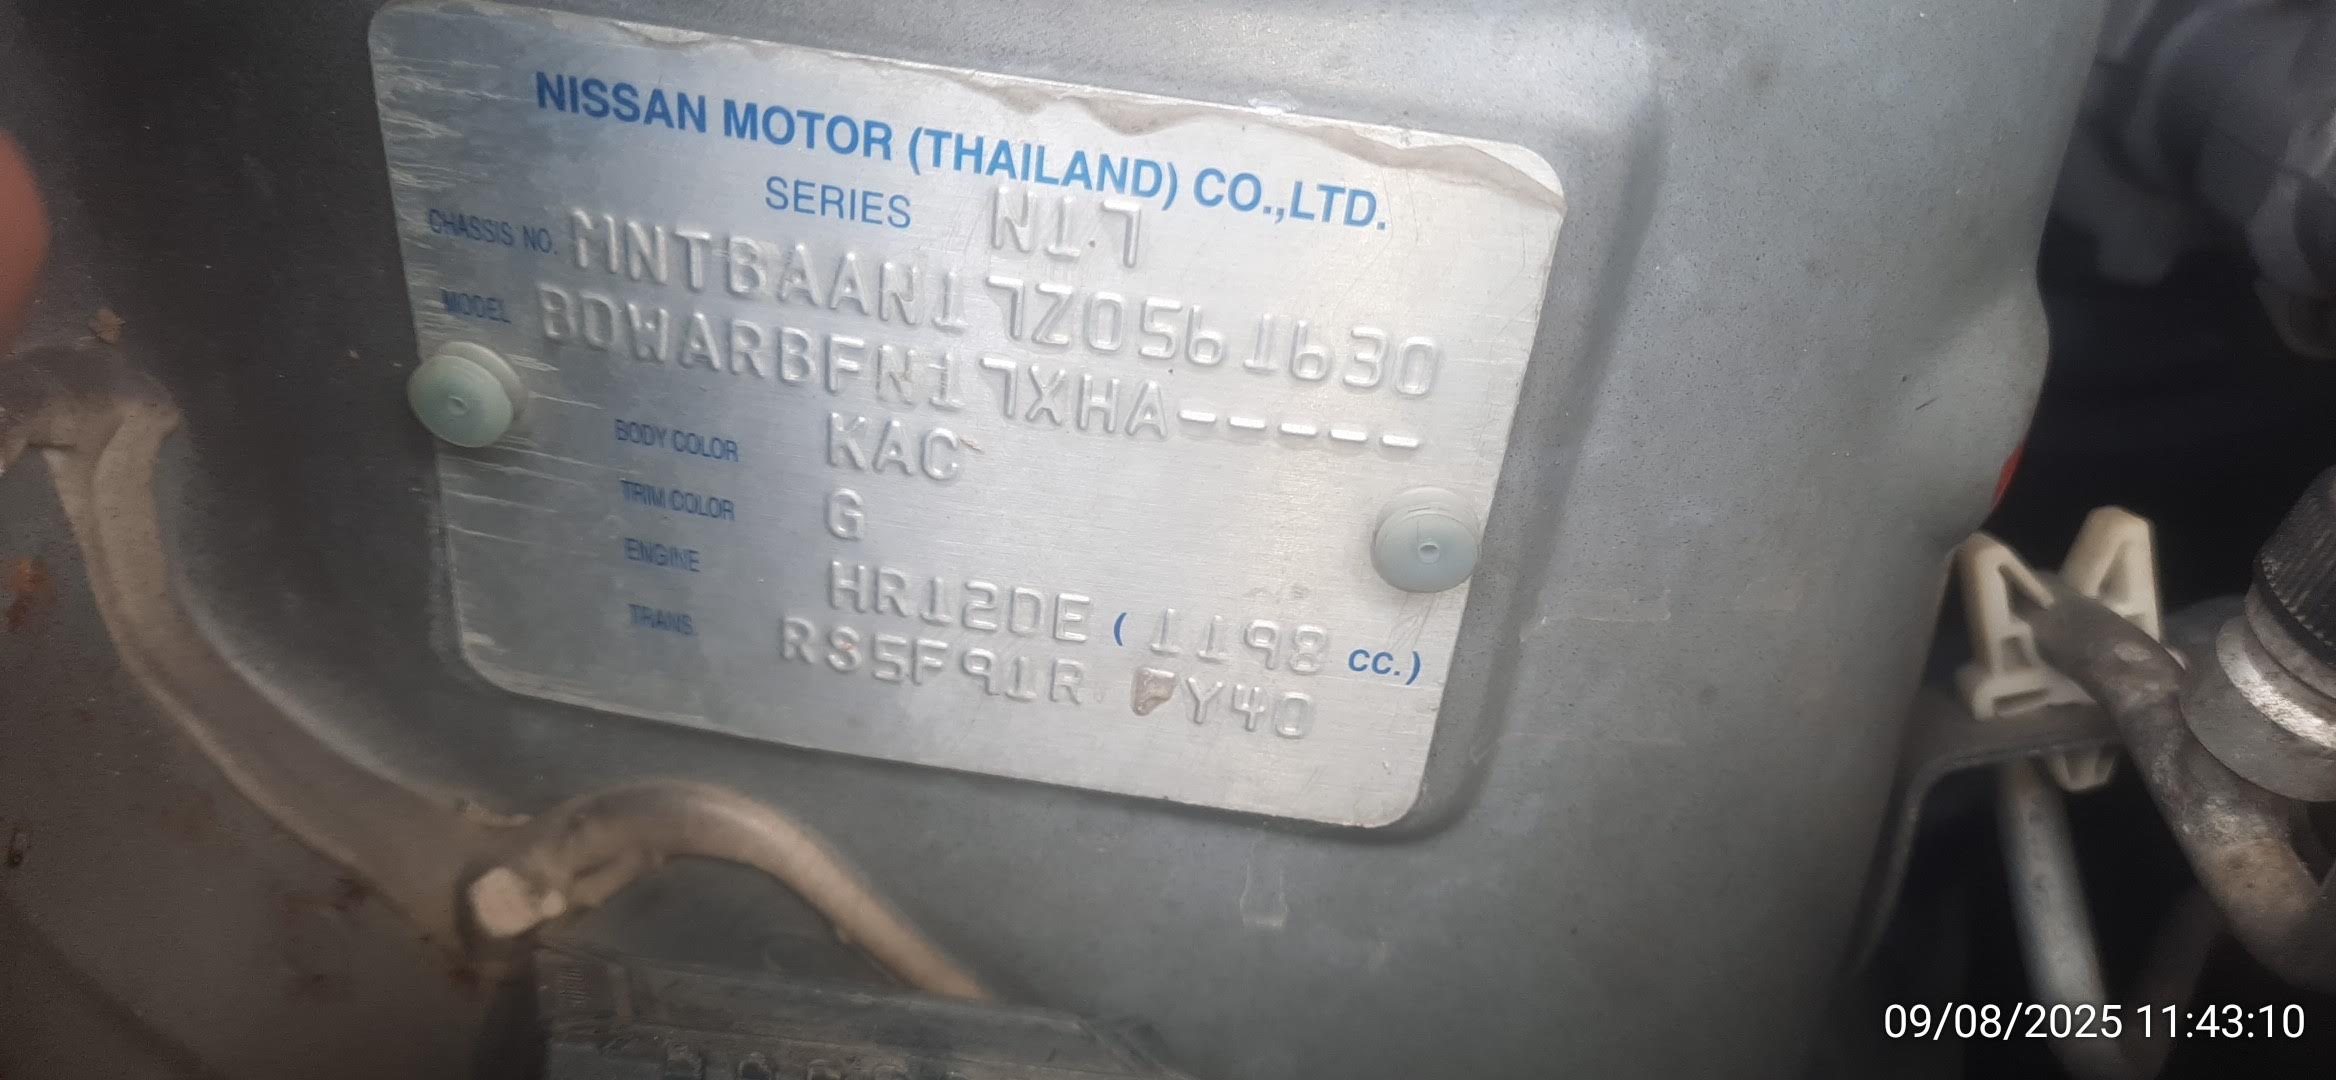 NISSAN MOTOR (THAILAND) CO.,LTD.
SERIES N17
CHASSIS NO. MNTBAAN17Z0561630
MODEL BDWARBFN17XHA-----
BODY COLOR KAC
TRIM COLOR G
ENGINE HR12DE ( 1198 CC.)
TRANS. RS5F91R FY40
09/08/2025 11:43:10